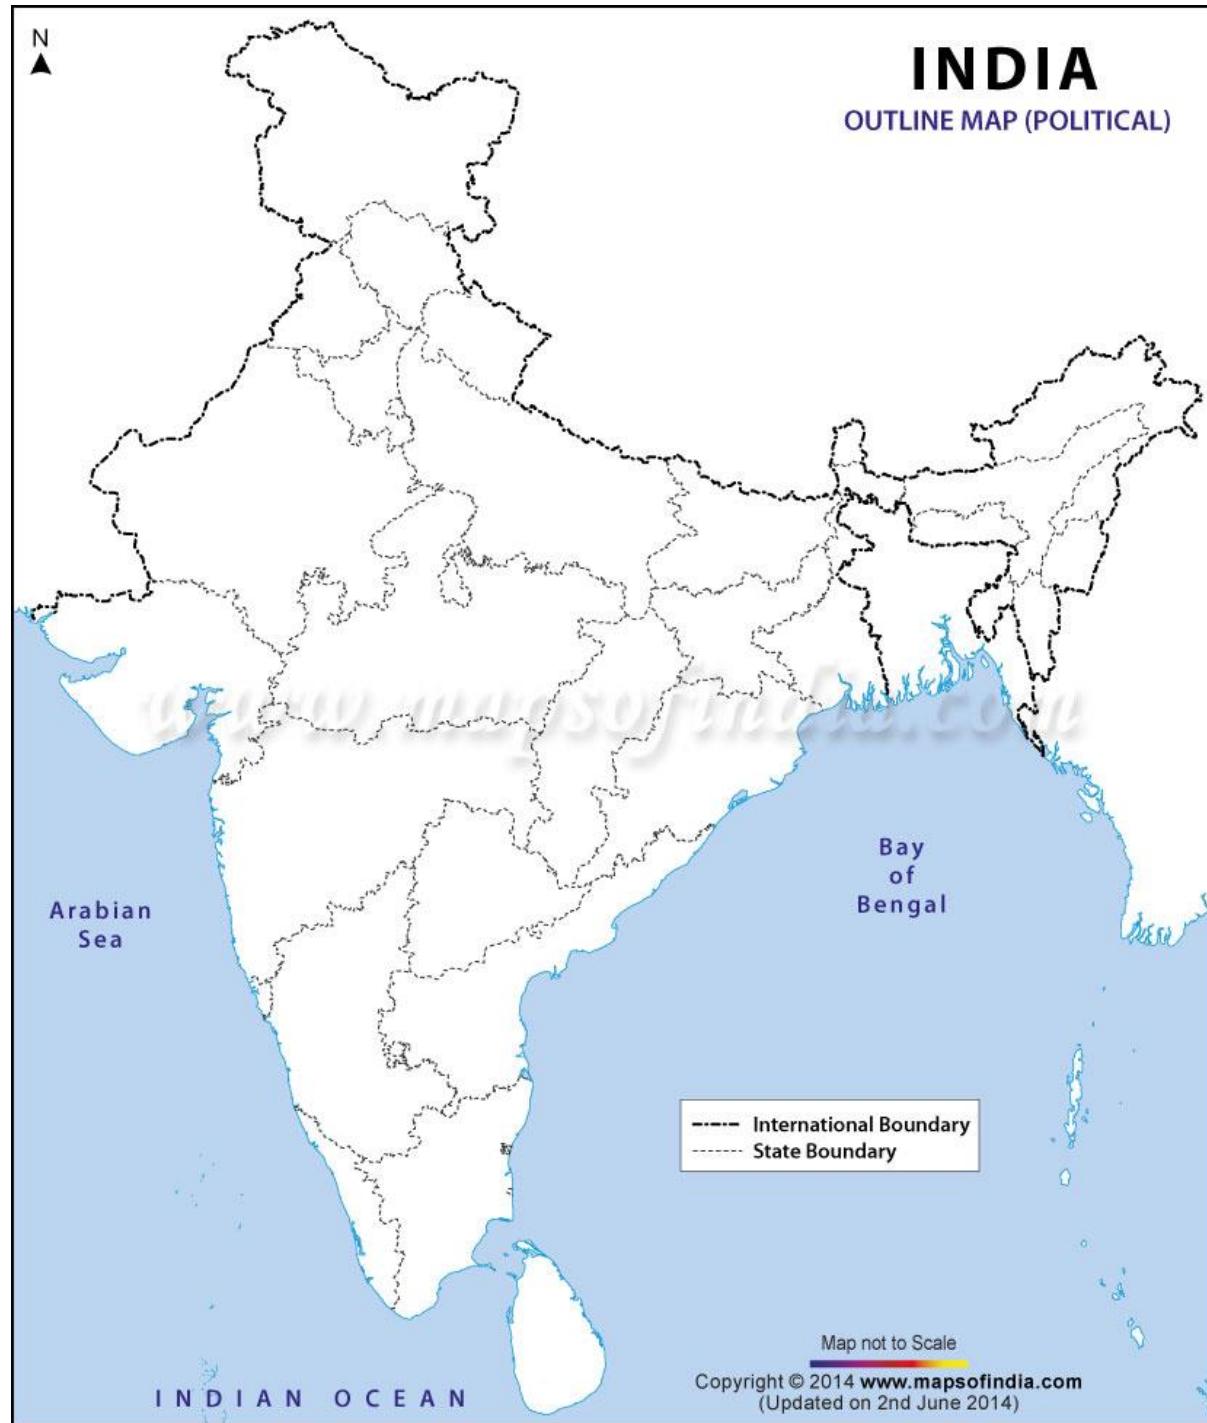 N
INDIA
OUTLINE MAP (POLITICAL)
www.mapsofindia.com
Bay
of
Bengal
Arabian
Sea
International Boundary
State Boundary
Map not to Scale
Copyright © 2014 www.mapsofindia.com
(Updated on 2nd June 2014)
INDIAN OCEAN